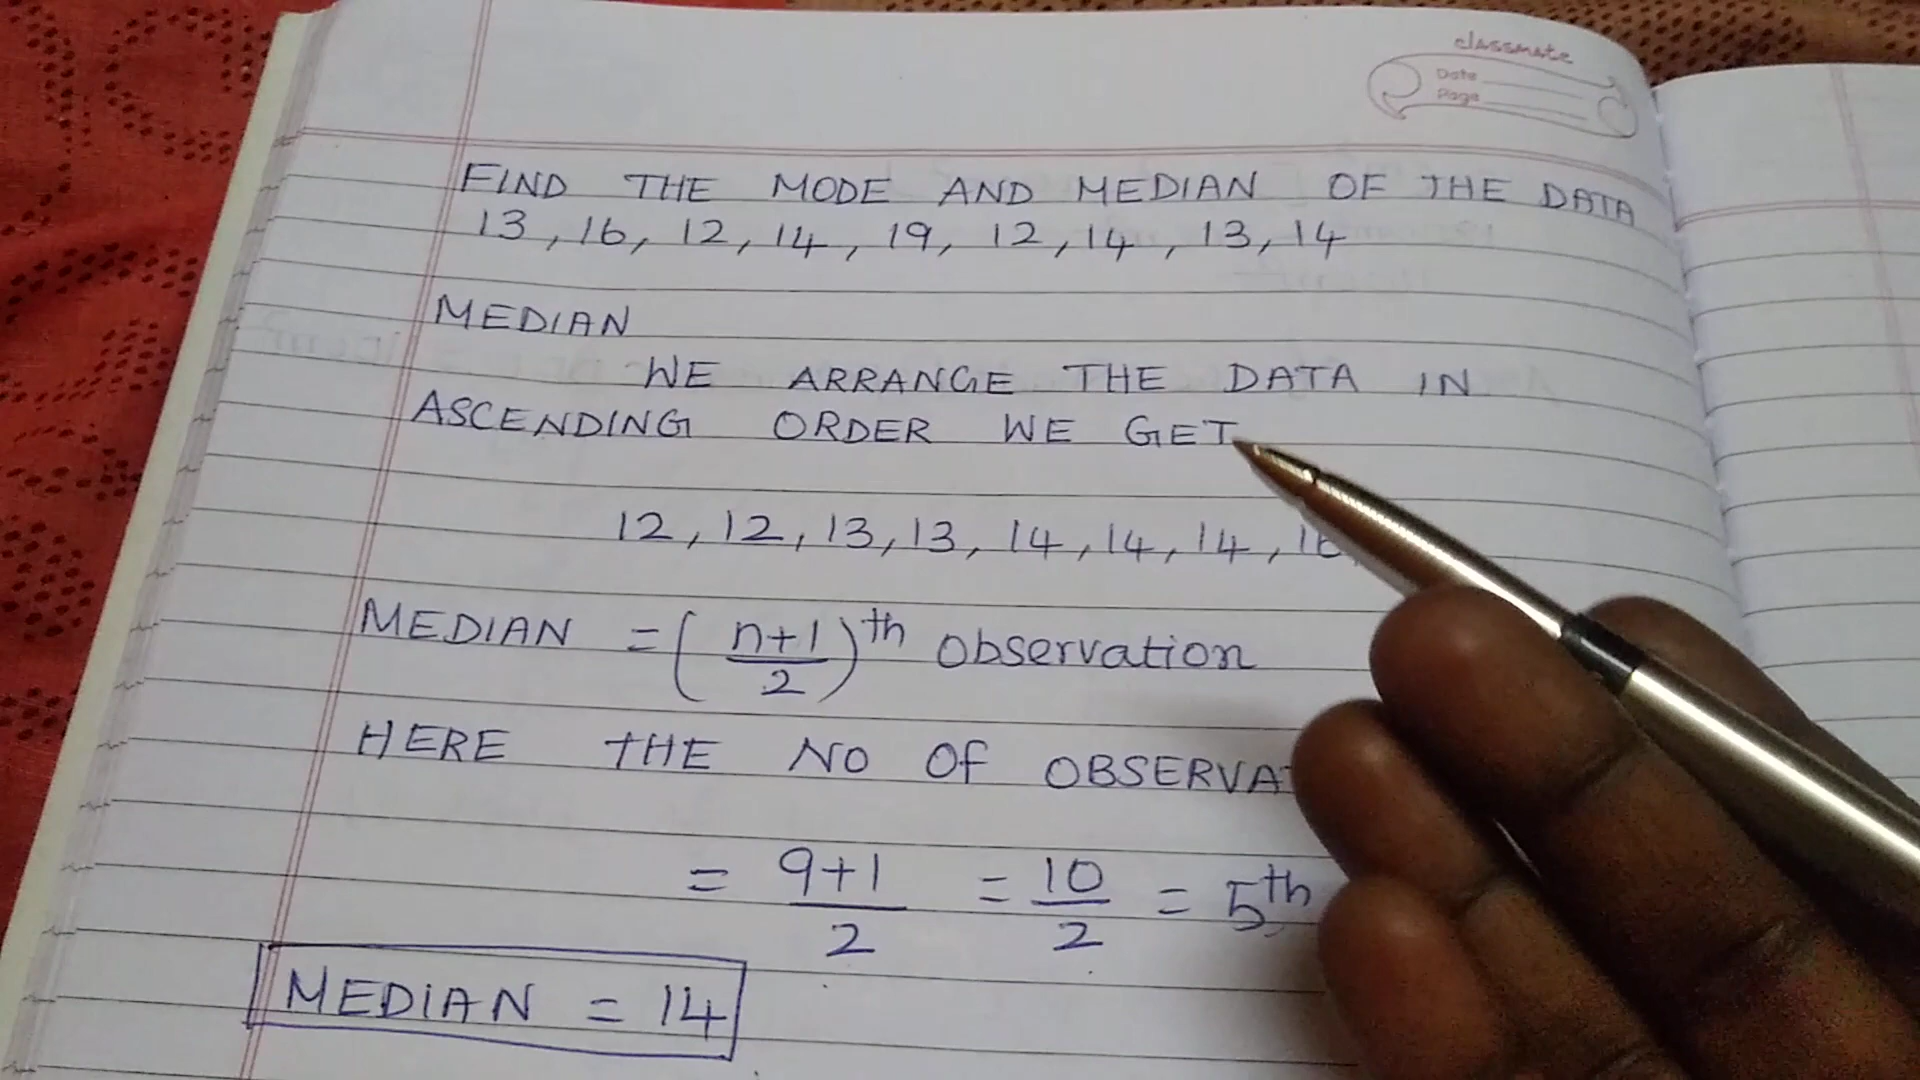 classmate
Date
Page
FIND THE MODE AND MEDIAN OF THE DATA
13, 16, 12, 14, 19, 12, 14, 13, 14
MEDIAN
WE ARRANGE THE DATA IN
ASCENDING ORDER WE GET
12, 12, 13, 13, 14, 14, 14, 16
MEDIAN = (n+1/2)th Observation
HERE THE NO OF OBSERVAT
= 9+1/2 = 10/2 = 5th
MEDIAN = 14